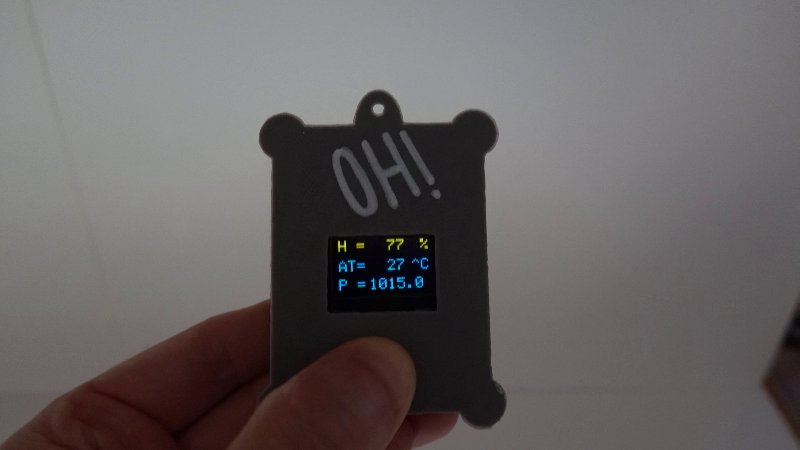 OH!
H = 77 %
AT= 27 ^C
P =1015.0